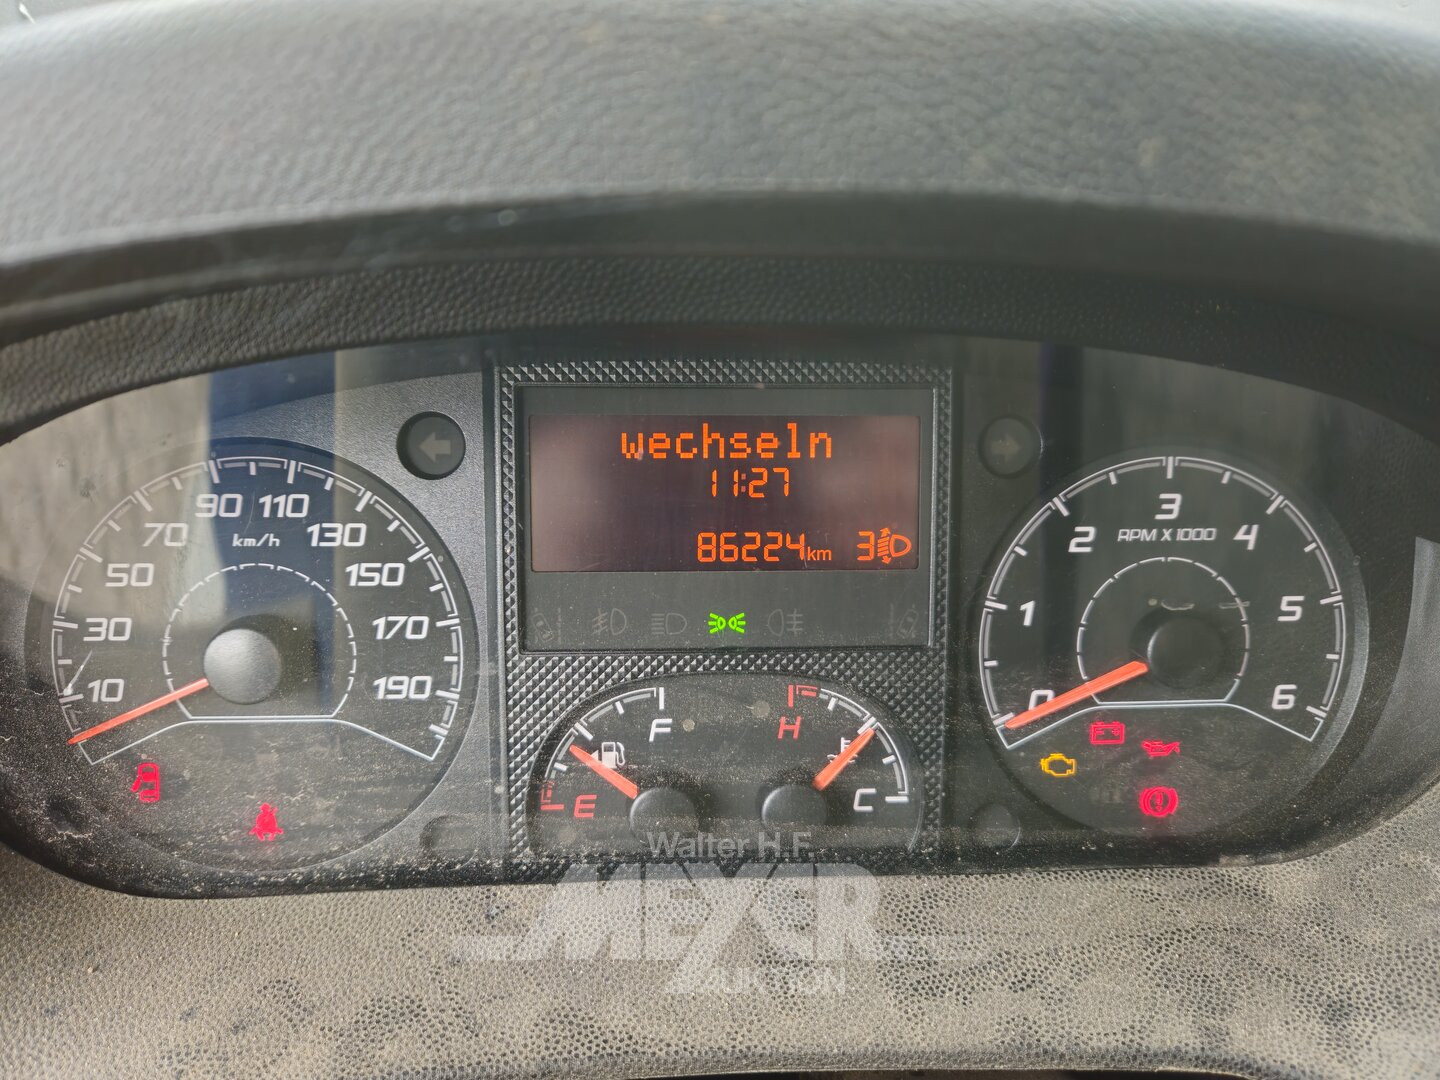 wechseln
11:27
86224km 3
10 30 50 70 90 110 130 150 170 190
km/h
0 1 2 3 4 5 6
RPM X 1000
E F
H C
Walter H.F.
MEYER
AUKTION